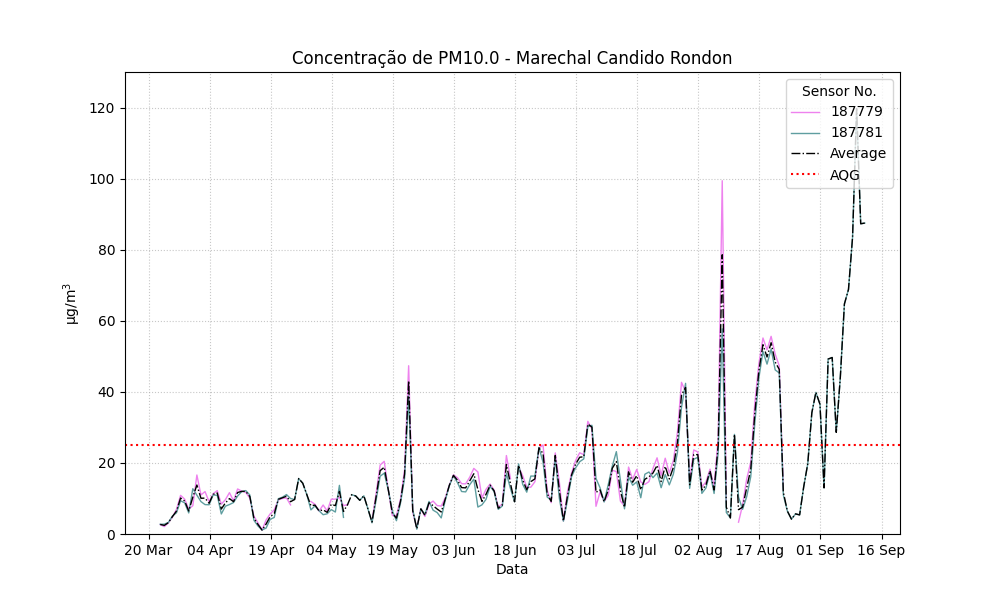 Concentração de PM10.0 - Marechal Candido Rondon
Sensor No.
187779
187781
Average
AQG
120
100
80
60
40
20
0
µg/m³
20 Mar 04 Apr 19 Apr 04 May 19 May 03 Jun 18 Jun 03 Jul 18 Jul 02 Aug 17 Aug 01 Sep 16 Sep
Data